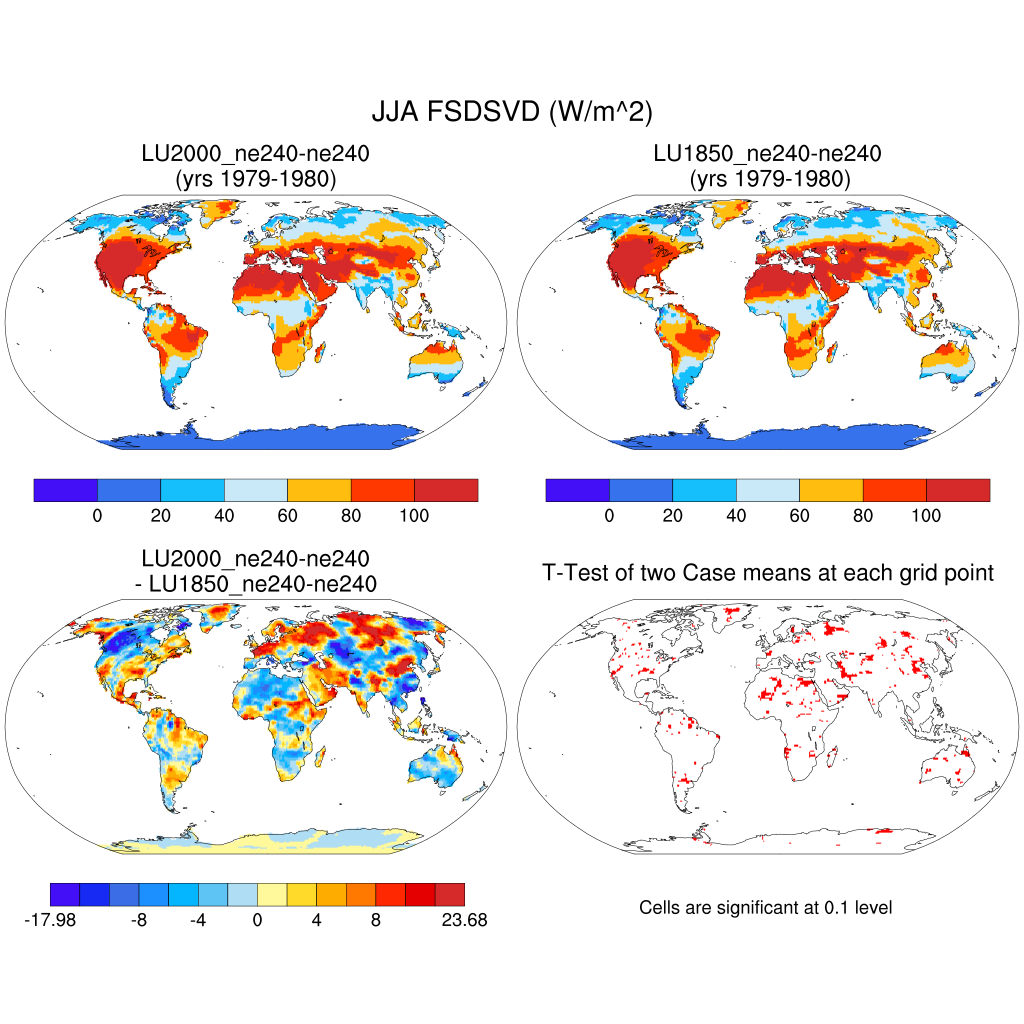 JJA FSDSVD (W/m^2)
LU2000_ne240-ne240
(yrs 1979-1980)
LU1850_ne240-ne240
(yrs 1979-1980)
0 20 40 60 80 100
0 20 40 60 80 100
LU2000_ne240-ne240
- LU1850_ne240-ne240
T-Test of two Case means at each grid point
-17.98 -8 -4 0 4 8 23.68
Cells are significant at 0.1 level